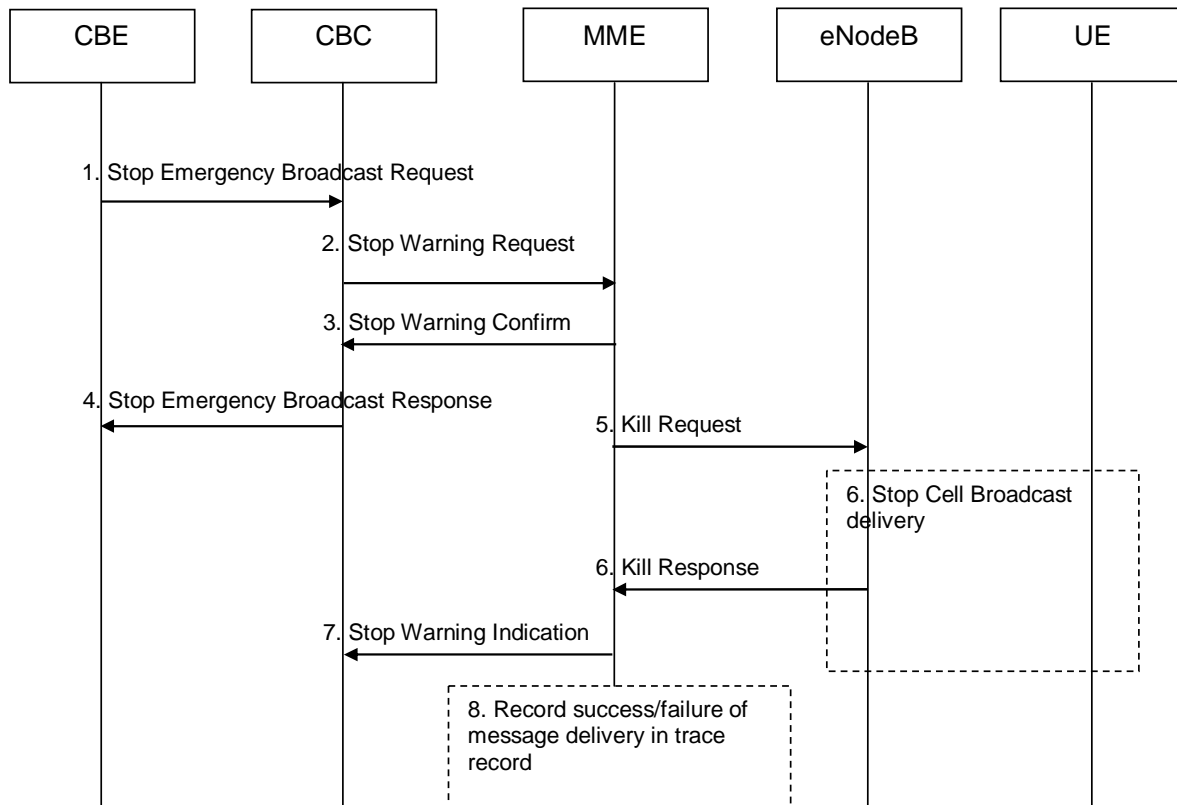 CBE
CBC
MME
eNodeB
UE
1. Stop Emergency Broadcast Request
2. Stop Warning Request
3. Stop Warning Confirm
4. Stop Emergency Broadcast Response
5. Kill Request
6. Stop Cell Broadcast
delivery
6. Kill Response
7. Stop Warning Indication
8. Record success/failure of
message delivery in trace
record